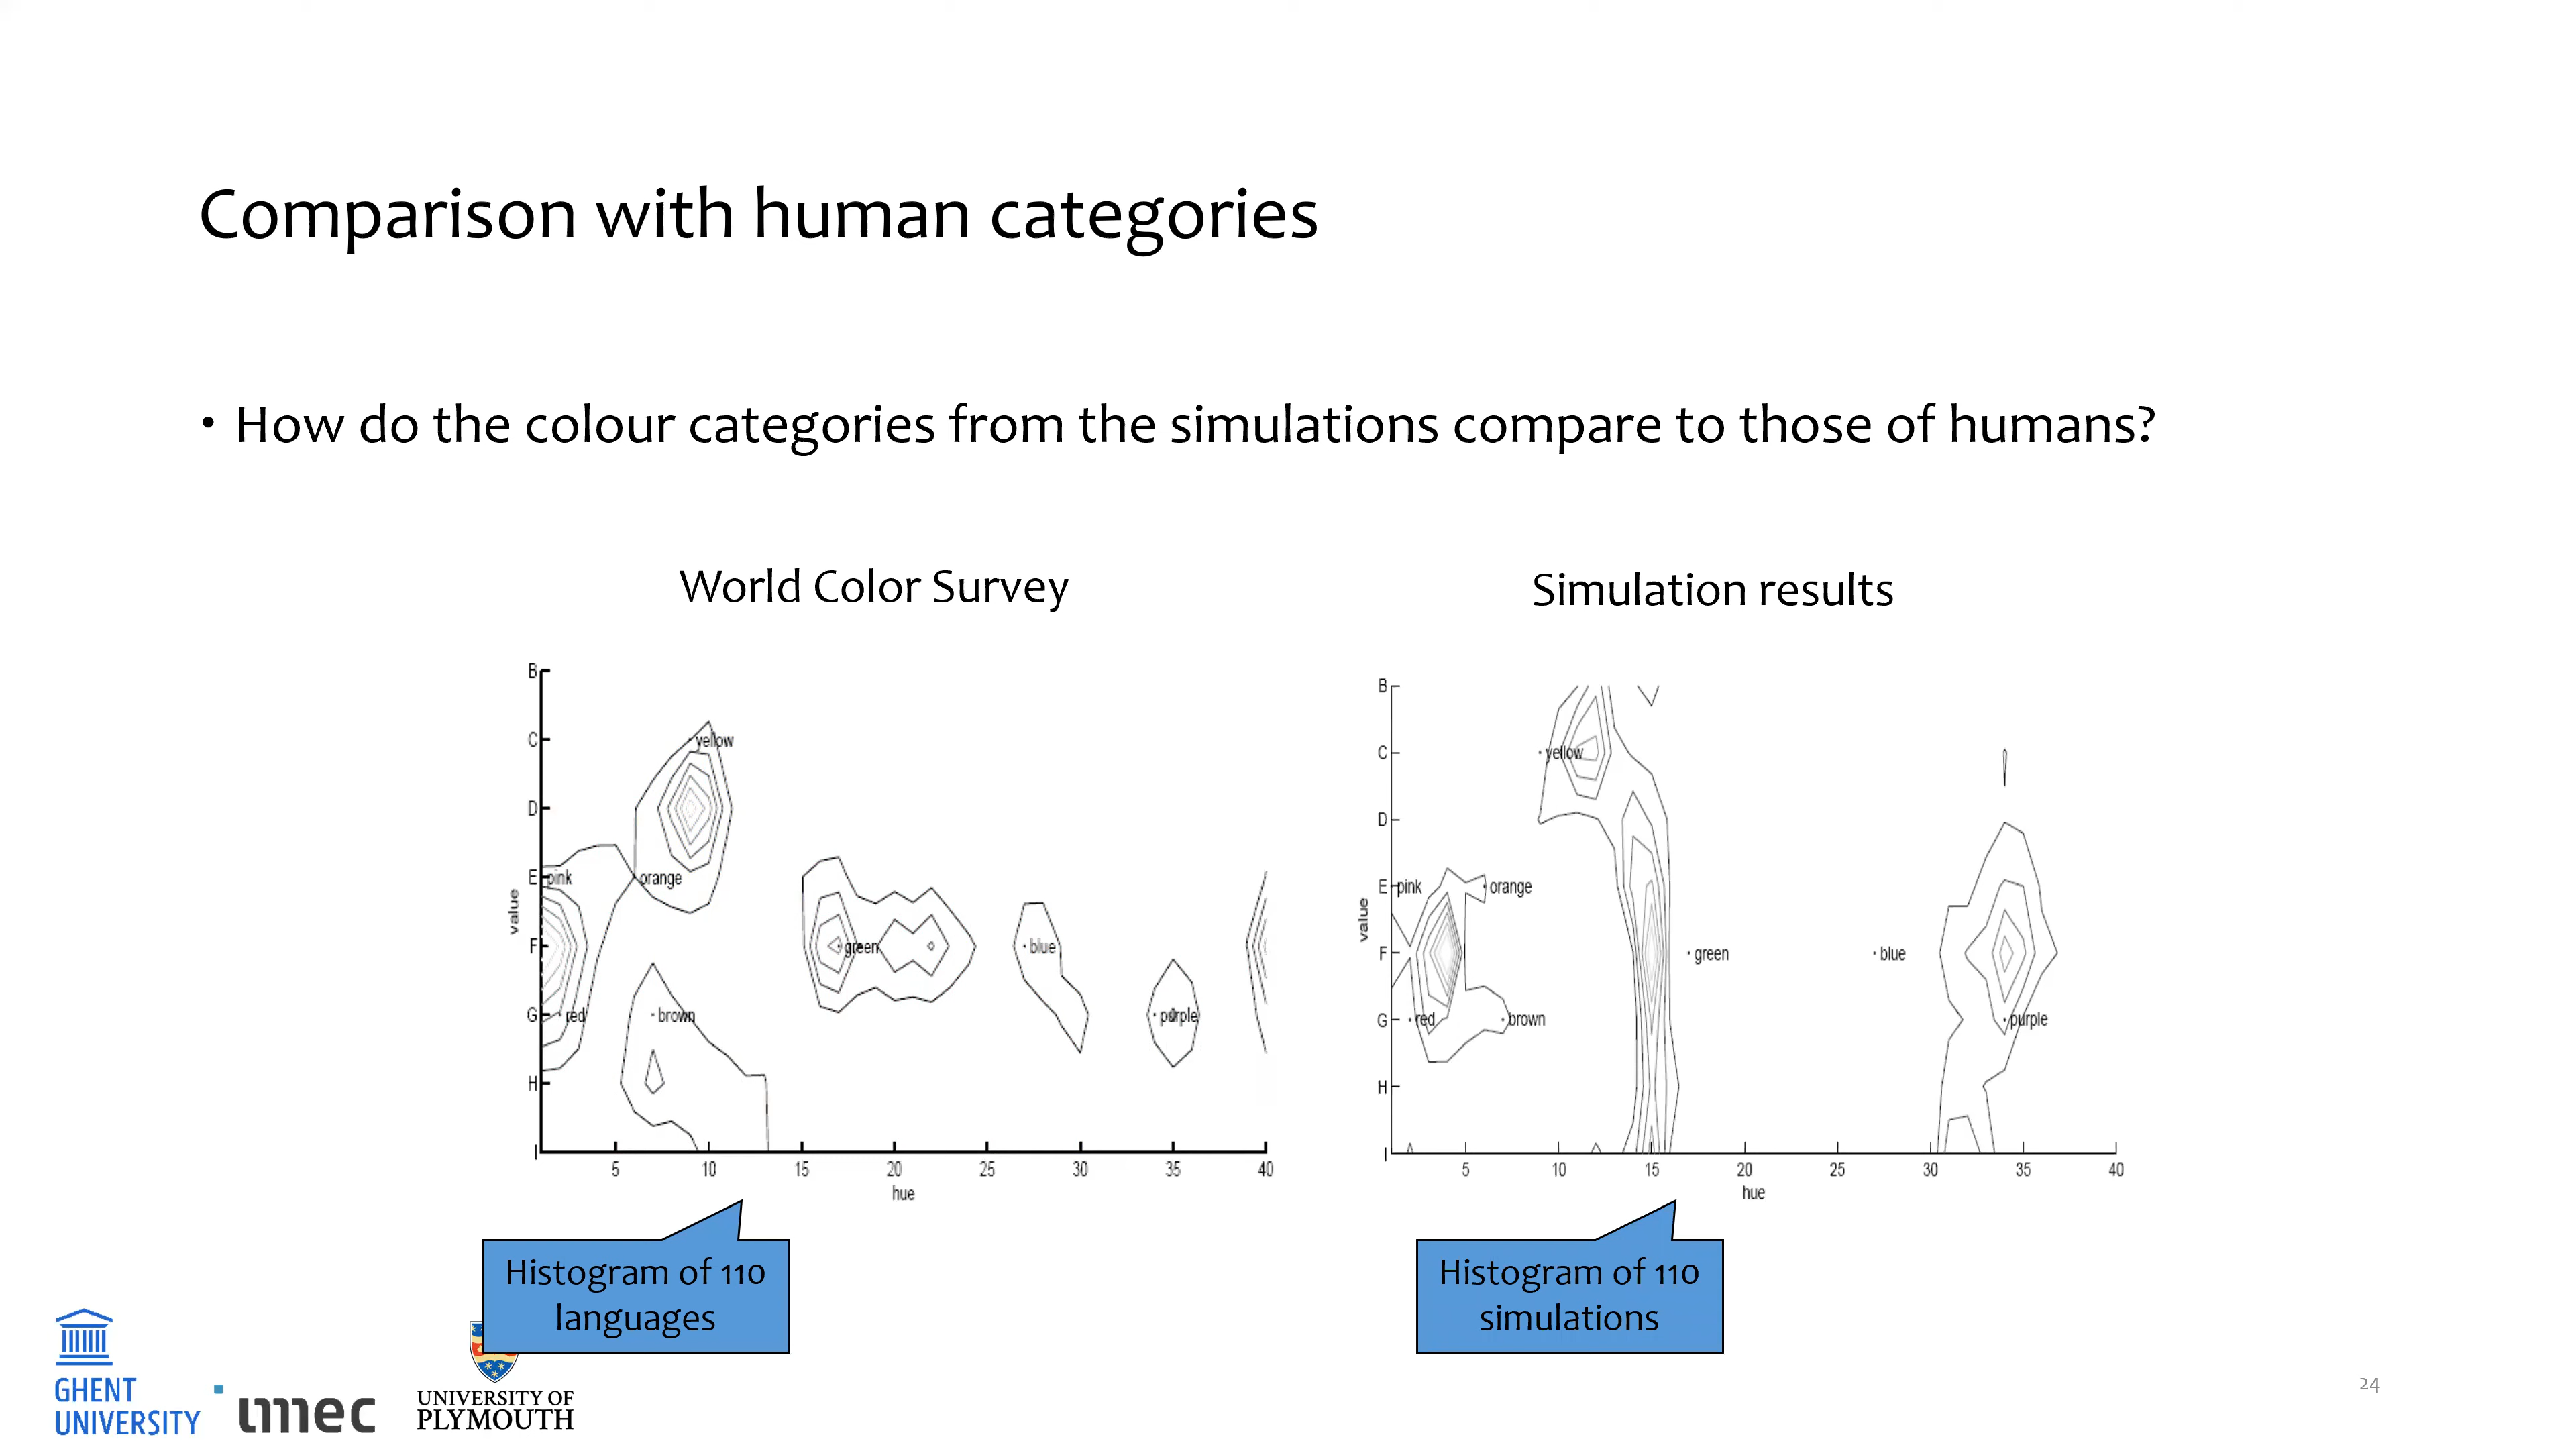 Comparison with human categories
• How do the colour categories from the simulations compare to those of humans?
World Color Survey
B
C
D
E
F
G
H
I
value
yellow
pink
orange
green
blue
red
brown
purple
5 10 15 20 25 30 35 40
hue
Histogram of 110
languages
Simulation results
B
C
D
E
F
G
H
I
value
yellow
pink
orange
green
blue
red
brown
purple
5 10 15 20 25 30 35 40
hue
Histogram of 110
simulations
GHENT
UNIVERSITY
imec
UNIVERSITY OF
PLYMOUTH
24